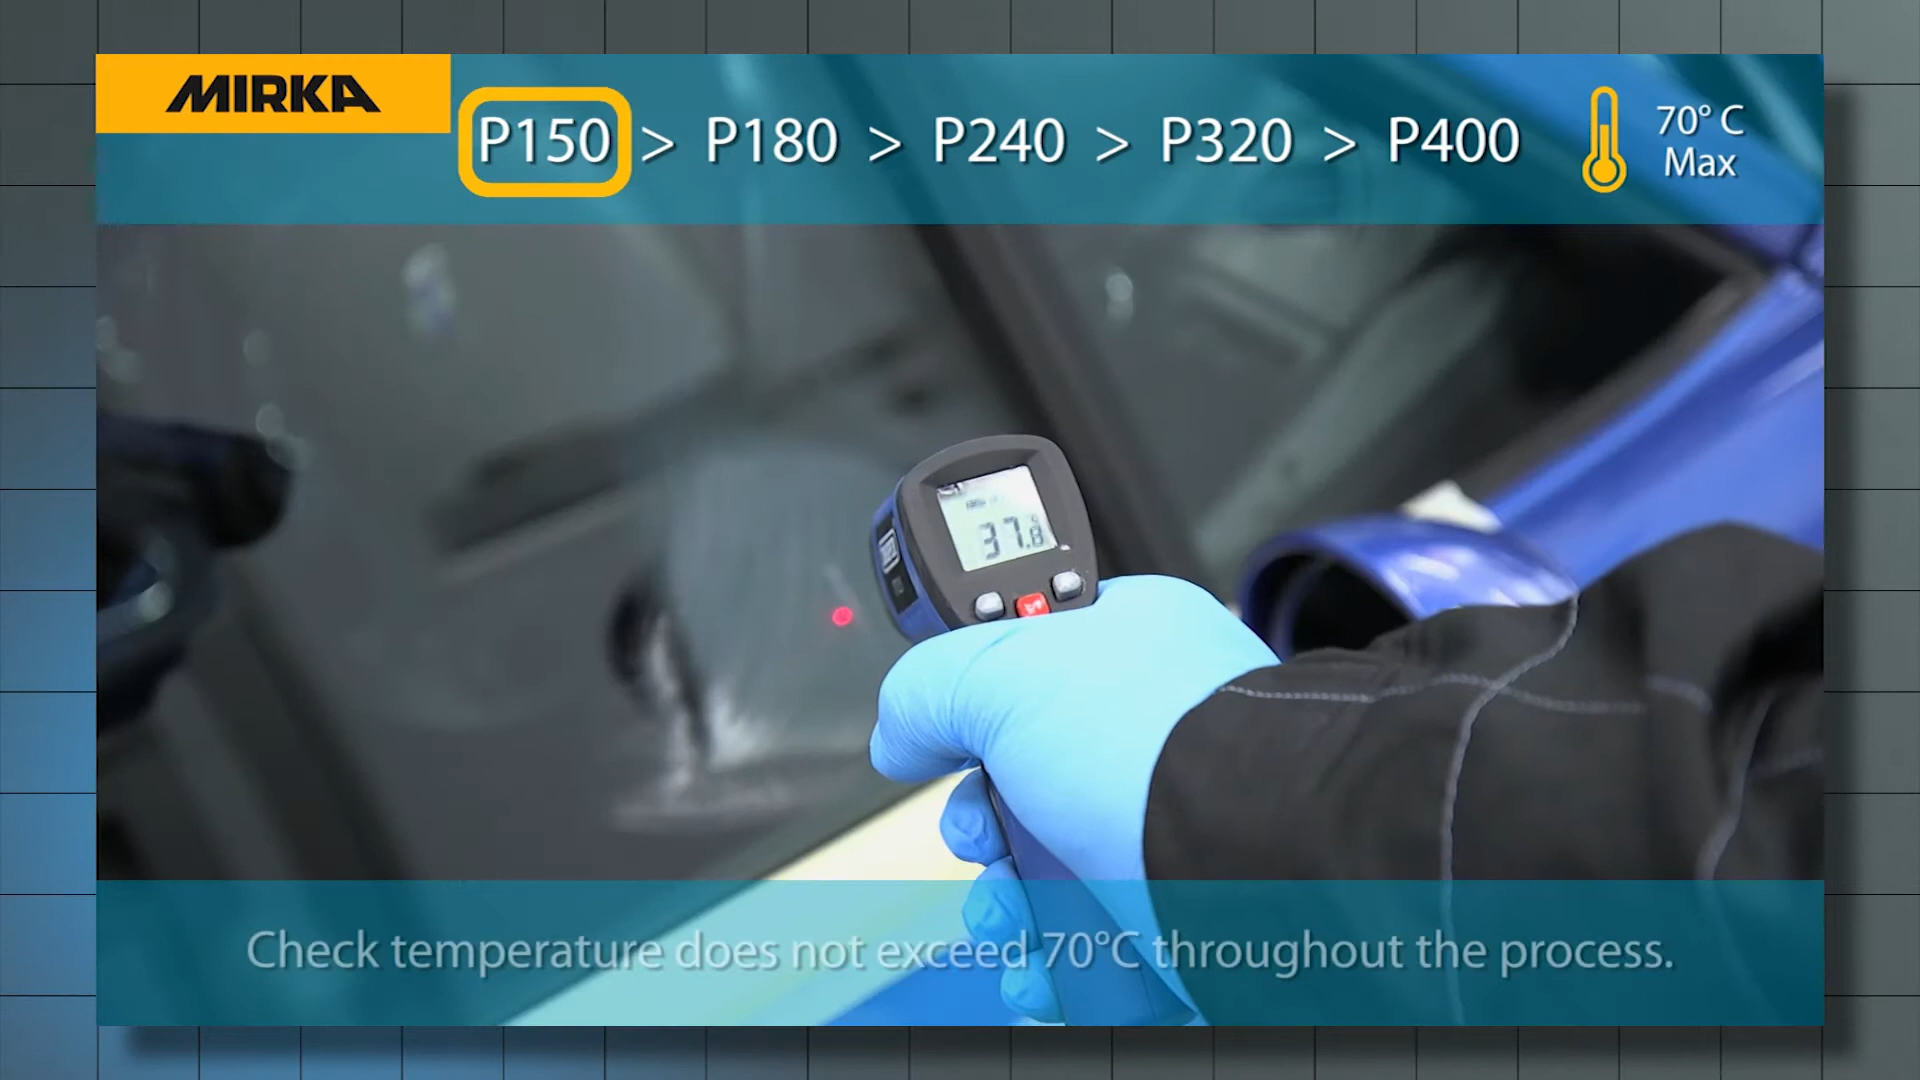 MIRKA
P150 > P180 > P240 > P320 > P400
70° C
Max
37.8
Check temperature does not exceed 70°C throughout the process.